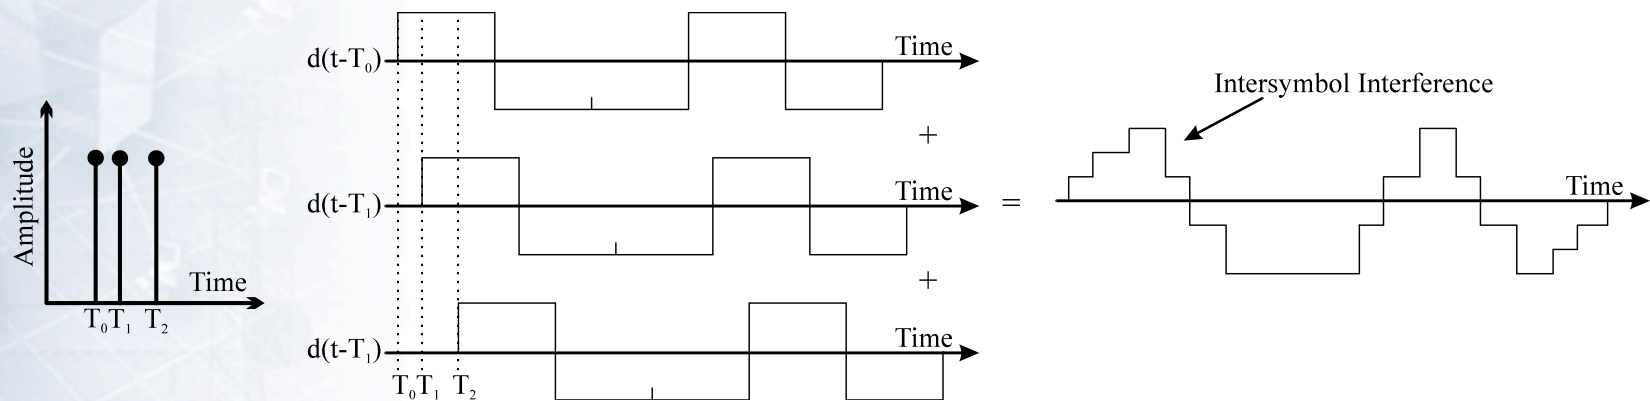 Amplitude
Time
T₀ T₁ T₂
d(t-T₀)
Time
+
d(t-T₁)
Time
+
d(t-T₁)
Time
T₀ T₁ T₂
=
Intersymbol Interference
Time